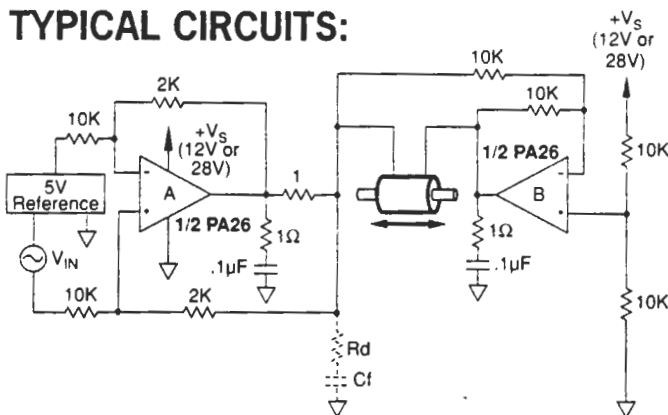 TYPICAL CIRCUITS:
2K
10K
+VS
(12V or
28V)
5V
Reference
A
1/2 PA26
1
1Ω
.1μF
VIN
10K
2K
Rd
Cf
10K
10K
1/2 PA26
B
1Ω
.1μF
+VS
(12V or
28V)
10K
10K